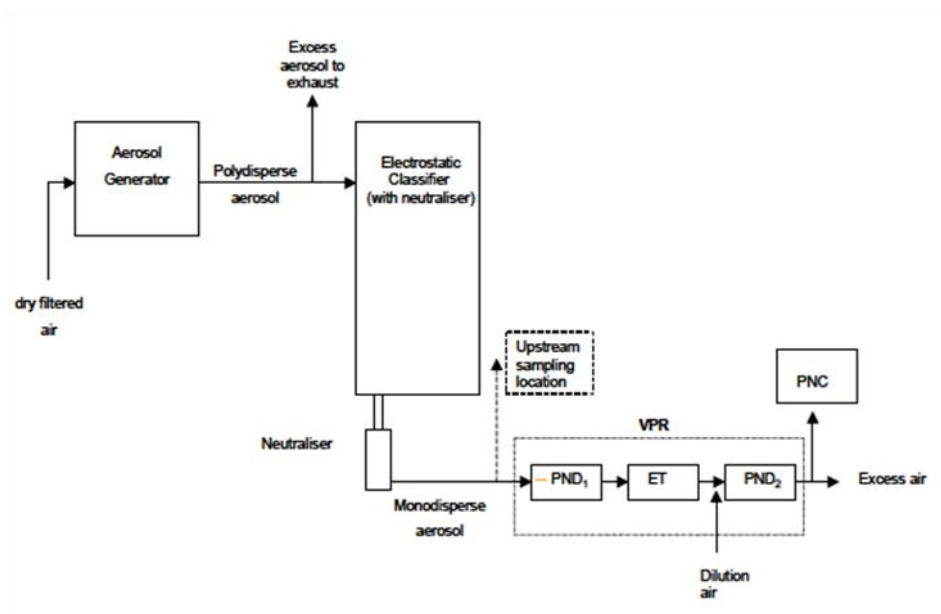 Excess
aerosol to
exhaust
Aerosol
Generator
Polydisperse
aerosol
Electrostatic
Classifier
(with neutraliser)
dry filtered
air
Upstream
sampling
location
PNC
Neutraliser
VPR
PND₁
ET
PND₂
Excess air
Monodisperse
aerosol
Dilution
air